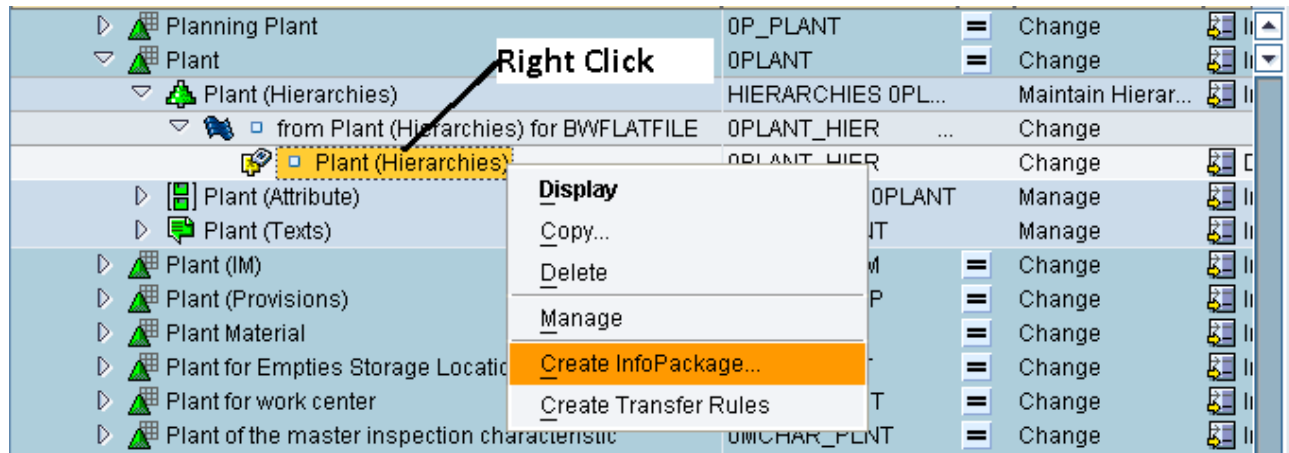 Planning Plant 0P_PLANT = Change
Plant 0PLANT = Change
Right Click
Plant (Hierarchies) HIERARCHIES 0PL... Maintain Hierar...
from Plant (Hierarchies) for BWFLATFILE 0PLANT_HIER ... Change
Plant (Hierarchies) 0PLANT_HIER Change
Display
Plant (Attribute) 0PLANT Manage
Plant (Texts) Manage
Copy...
Plant (IM) = Change
Delete
Plant (Provisions) = Change
Manage
Plant Material = Change
Plant for Empties Storage Locatio = Change
Create InfoPackage...
Plant for work center = Change
Create Transfer Rules
Plant of the master inspection characteristic 0MCHAR_PLNT = Change